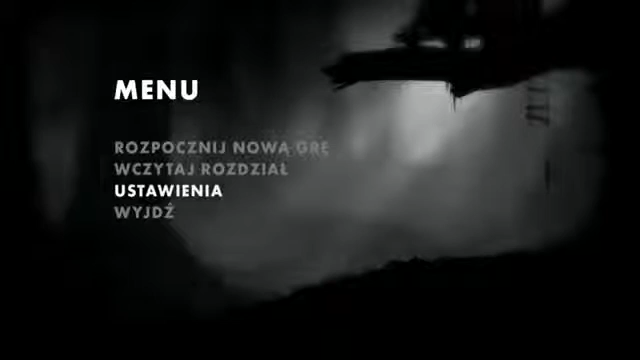 MENU
ROZPOCZNIJ NOWĄ GRĘ
WCZYTAJ ROZDZIAŁ
USTAWIENIA
WYJDŹ